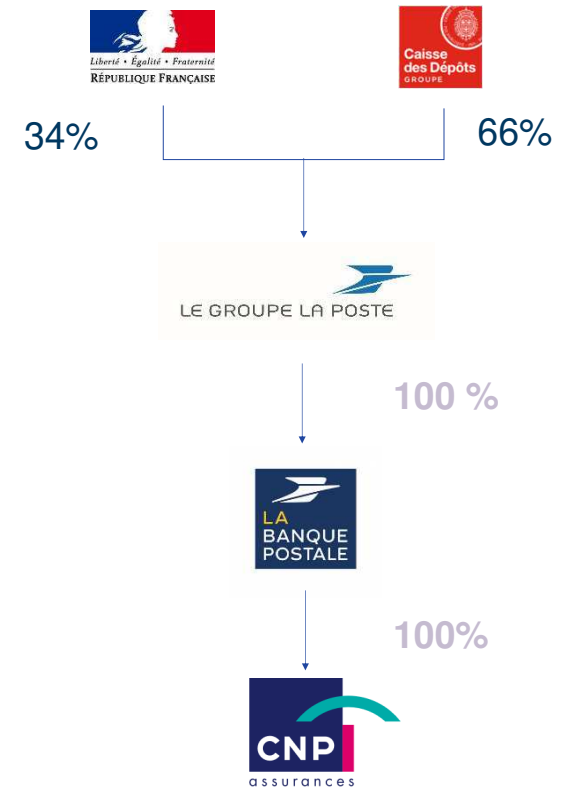 Liberté • Égalité • Fraternité
RÉPUBLIQUE FRANÇAISE
Caisse
des Dépôts
GROUPE
34%
66%
LE GROUPE LA POSTE
100 %
LA
BANQUE
POSTALE
100%
CNP
assurances